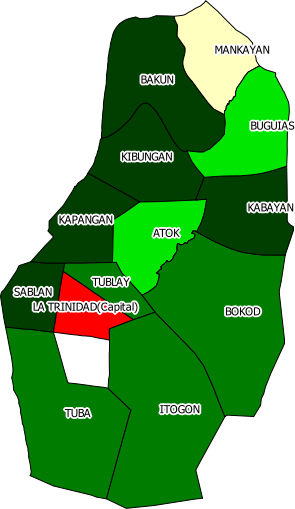 MANKAYAN
BAKUN
BUGUIAS
KIBUNGAN
KABAYAN
KAPANGAN
ATOK
TUBLAY
SABLAN
LA TRINIDAD(Capital)
BOKOD
TUBA
ITOGON